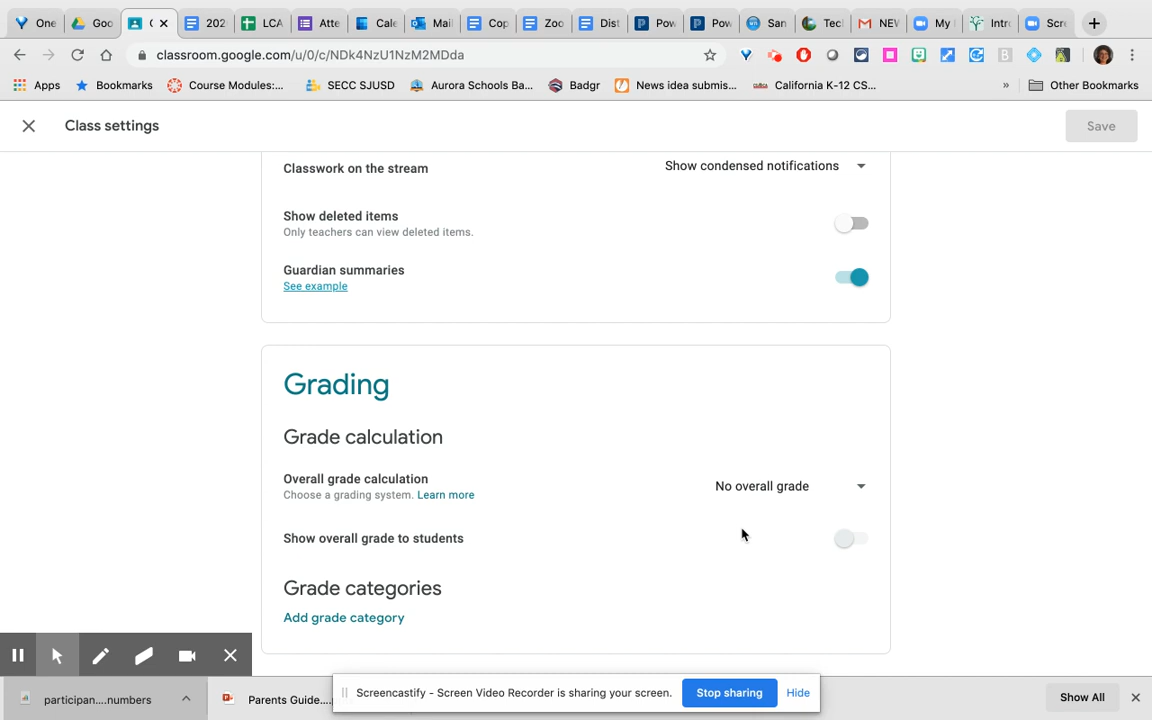 One
Goo
202
LCA
Atte
Cale
Mail
Cop
Zoo
Dist
Pow
Pow
San
Tec
NEW
My
Intro
Scre
classroom.google.com/u/0/c/NDk4NzU1NzM2MDda
Apps
Bookmarks
Course Modules:...
SECC SJUSD
Aurora Schools Ba...
Badgr
News idea submis...
California K-12 CS...
»
Other Bookmarks
Class settings
Save
Classwork on the stream
Show condensed notifications
Show deleted items
Only teachers can view deleted items.
Guardian summaries
See example
Grading
Grade calculation
Overall grade calculation
Choose a grading system. Learn more
No overall grade
Show overall grade to students
Grade categories
Add grade category
Screencastify - Screen Video Recorder is sharing your screen.
Stop sharing
Hide
participan....numbers
Parents Guide....
Show All